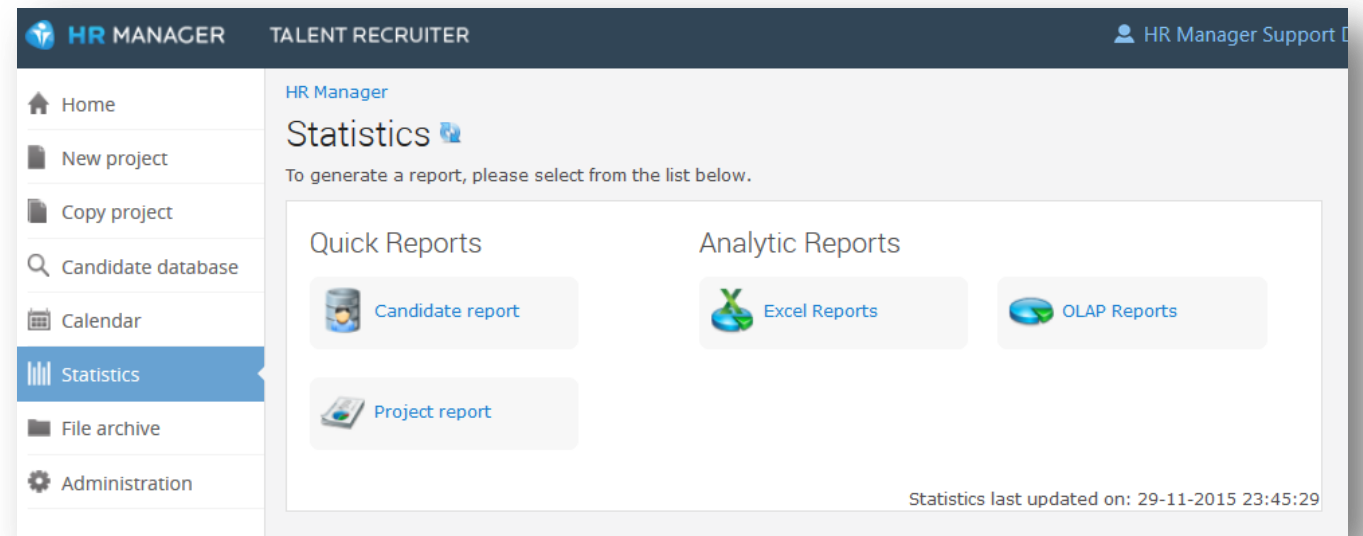 HR MANAGER TALENT RECRUITER HR Manager Support
Home
New project
Copy project
Candidate database
Calendar
Statistics
File archive
Administration
HR Manager
Statistics
To generate a report, please select from the list below.
Quick Reports
Candidate report
Project report
Analytic Reports
Excel Reports
OLAP Reports
Statistics last updated on: 29-11-2015 23:45:29